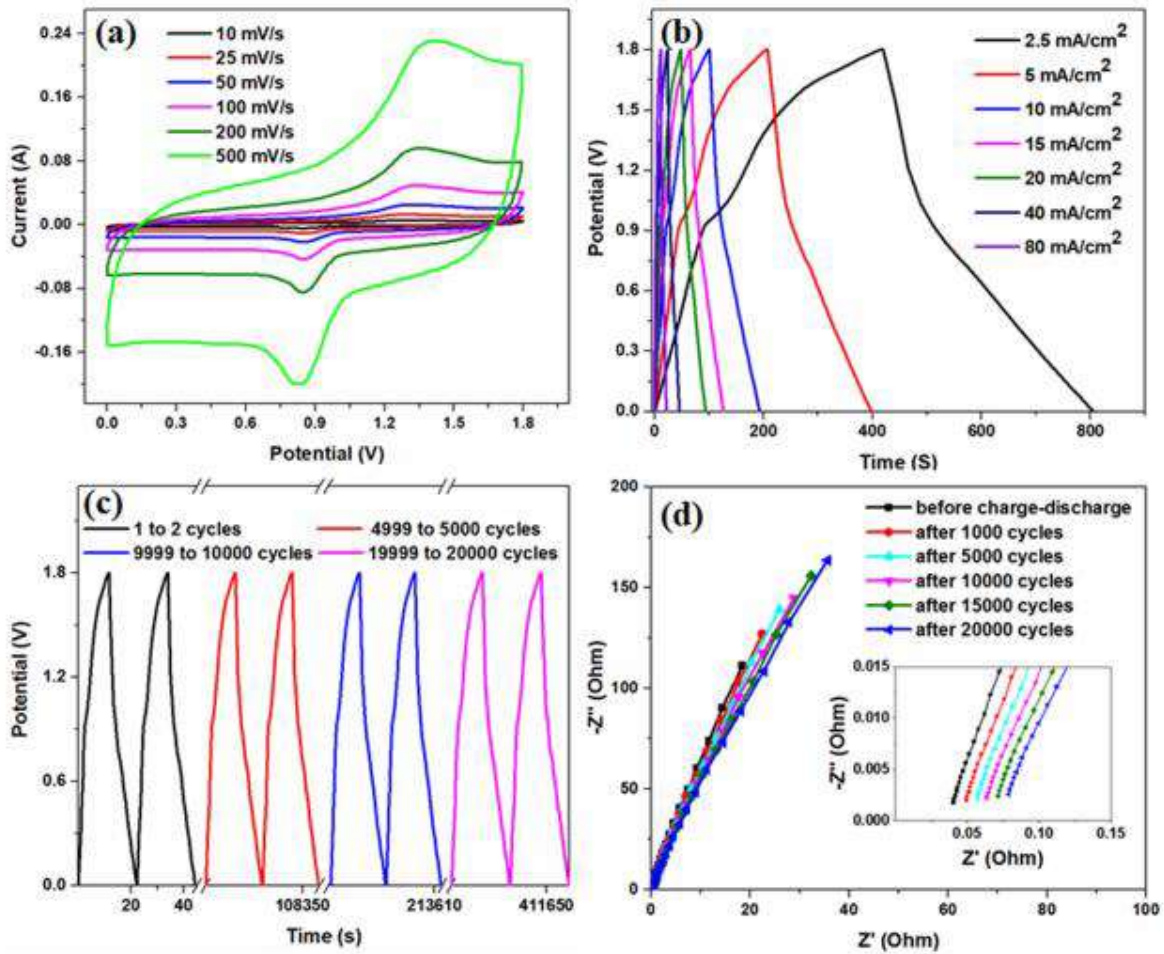 (a)
10 mV/s
25 mV/s
50 mV/s
100 mV/s
200 mV/s
500 mV/s
0.24
0.16
0.08
0.00
-0.08
-0.16
Current (A)
0.0 0.3 0.6 0.9 1.2 1.5 1.8
Potential (V)
(b)
2.5 mA/cm²
5 mA/cm²
10 mA/cm²
15 mA/cm²
20 mA/cm²
40 mA/cm²
80 mA/cm²
1.8
1.5
1.2
0.9
0.6
0.3
0.0
Potential (V)
0 200 400 600 800
Time (S)
(c)
1 to 2 cycles 4999 to 5000 cycles
9999 to 10000 cycles 19999 to 20000 cycles
1.8
1.2
0.6
0.0
Potential (V)
20 40 108350 213610 411650
Time (s)
(d)
before charge-discharge
after 1000 cycles
after 5000 cycles
after 10000 cycles
after 15000 cycles
after 20000 cycles
200
150
100
50
0
-Z'' (Ohm)
0 20 40 60 80 100
Z' (Ohm)
0.015
0.010
0.005
0.000
-Z'' (Ohm)
0.05 0.10 0.15
Z' (Ohm)